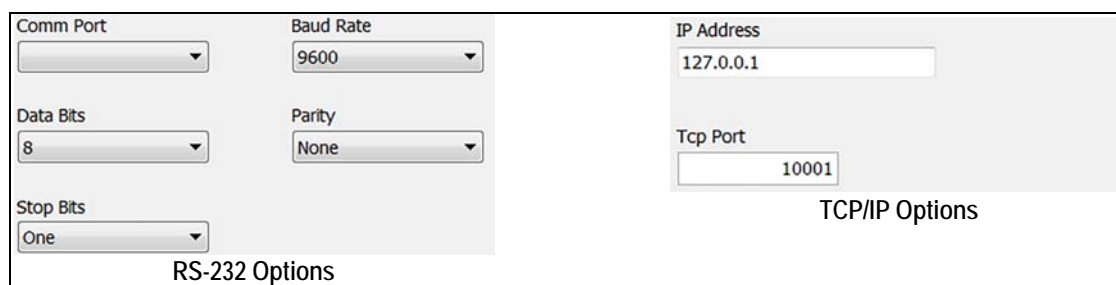 Comm Port
Baud Rate
9600
Data Bits
8
Parity
None
Stop Bits
One
RS-232 Options
IP Address
127.0.0.1
Tcp Port
10001
TCP/IP Options